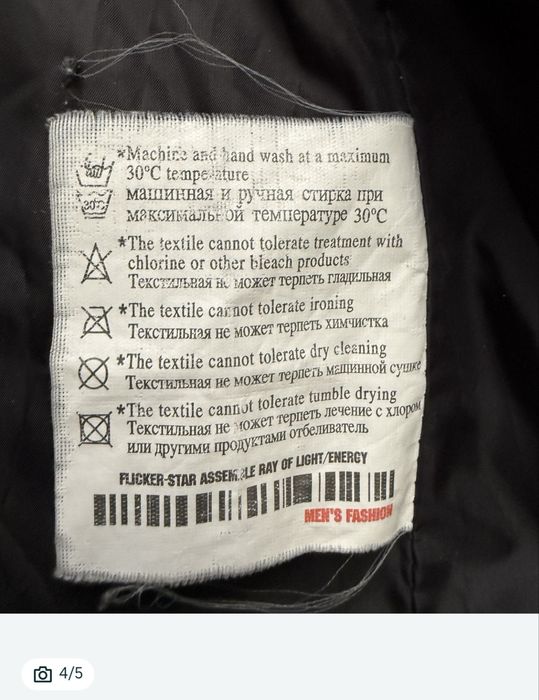 *Machine and hand wash at a maximum
30°C temperature
машинная и ручная стирка при
максимальной температуре 30°C
30°
*The textile cannot tolerate treatment with
chlorine or other bleach products
Текстильная не может терпеть гладильная
*The textile cannot tolerate ironing
Текстильная не может терпеть химчистка
*The textile cannot tolerate dry cleaning
Текстильная не может терпеть машинной сушке
*The textile cannot tolerate tumble drying
Текстильная не может терпеть лечение с хлором
или другими продуктами отбеливатель
FLICKER-STAR ASSEMBLE RAY OF LIGHT/ENERGY
MEN'S FASHION
4/5